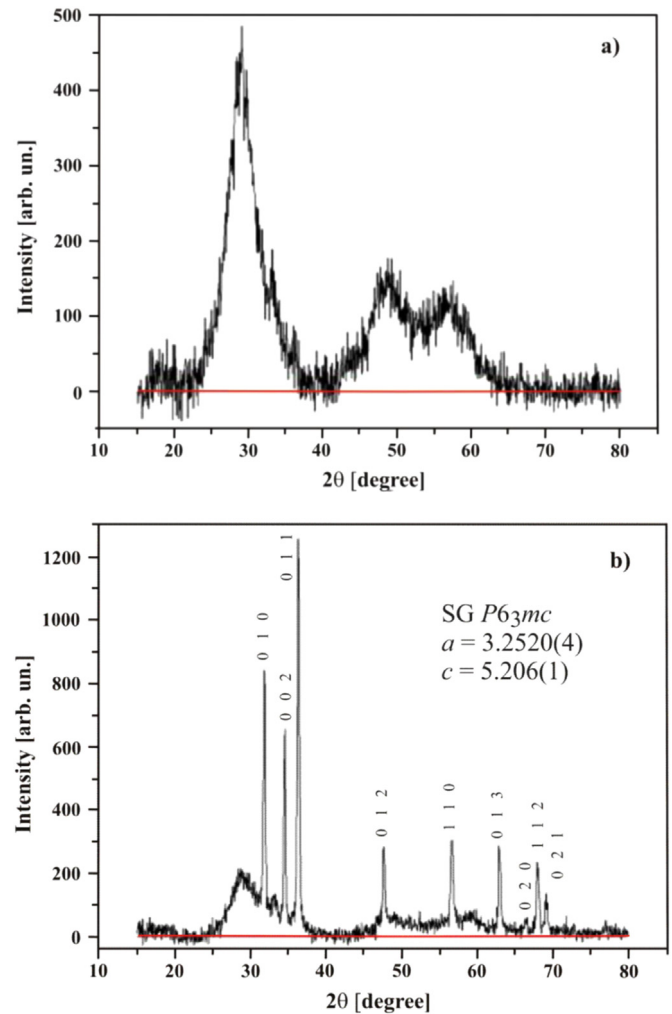 a)
500
400
300
200
100
0
Intensity [arb. un.]
10 20 30 40 50 60 70 80
2θ [degree]
b)
1200
1000
800
600
400
200
0
Intensity [arb. un.]
0 1 0
0 0 2
0 1 1
SG P6₃mc
a = 3.2520(4)
c = 5.206(1)
0 1 2
1 1 0
0 1 3
0 2 0
1 1 2
0 2 1
10 20 30 40 50 60 70 80
2θ [degree]